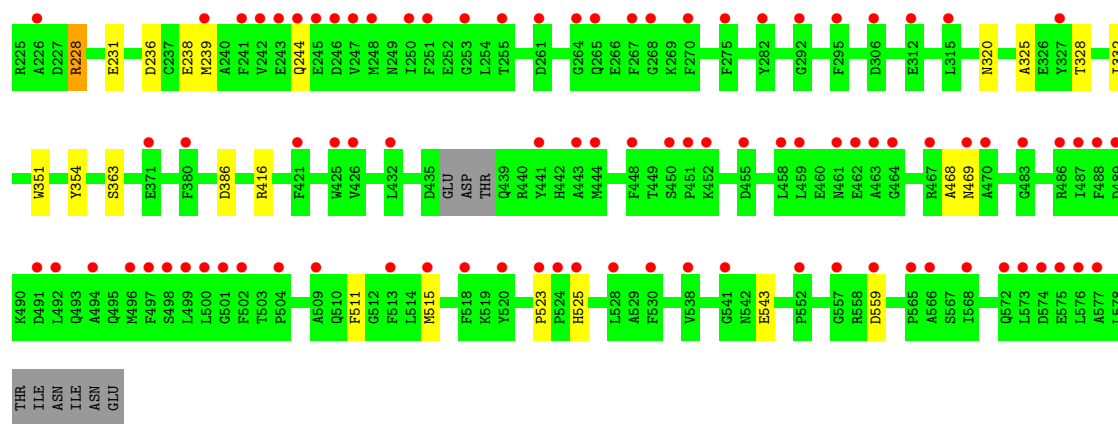 R225
A226
D227
R228
E231
D236
C237
E238
M239
A240
F241
V242
E243
Q244
E245
D246
V247
M248
N249
I250
F251
E252
G253
L254
T255
D261
G264
Q265
E266
F267
G268
K269
F270
F275
Y282
G292
F295
D306
E312
L315
N320
A325
E326
Y327
T328
I332
W351
Y354
S363
E371
F380
D386
R416
F421
W425
V426
L432
D435
GLU
ASP
THR
Q439
R440
Y441
H442
A443
M444
F448
T449
S450
P451
K452
D455
L458
L459
E460
N461
E462
A463
G464
R467
A468
N469
A470
G483
R486
I487
F488
D489
K490
D491
L492
Q493
A494
Q495
M496
F497
S498
L499
L500
G501
F502
T503
P504
A509
Q510
F511
G512
F513
L514
M515
F518
K519
Y520
P523
P524
H525
L528
A529
F530
V538
G541
N542
E543
P552
G557
R558
D559
P565
A566
S567
I568
Q572
L573
D574
E575
L576
A577
L578
THR
ILE
ASN
ILE
ASN
GLU